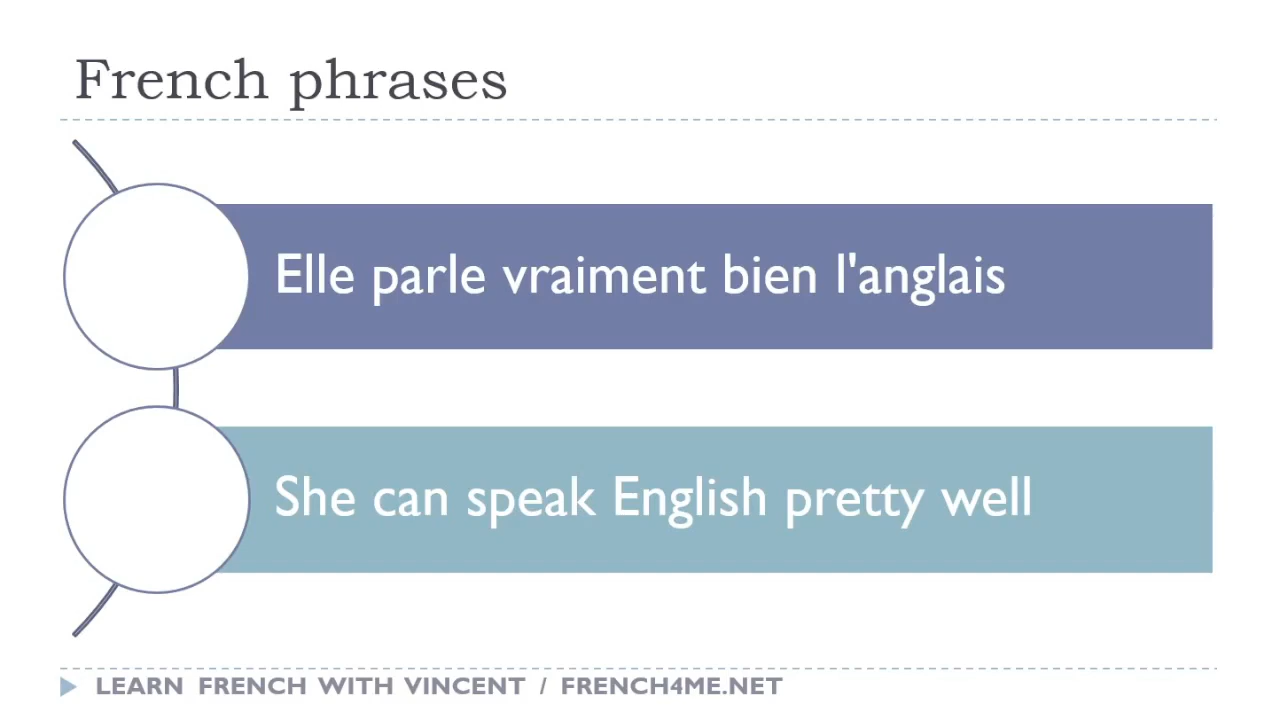 French phrases
Elle parle vraiment bien l'anglais
She can speak English pretty well
LEARN FRENCH WITH VINCENT / FRENCH4ME.NET